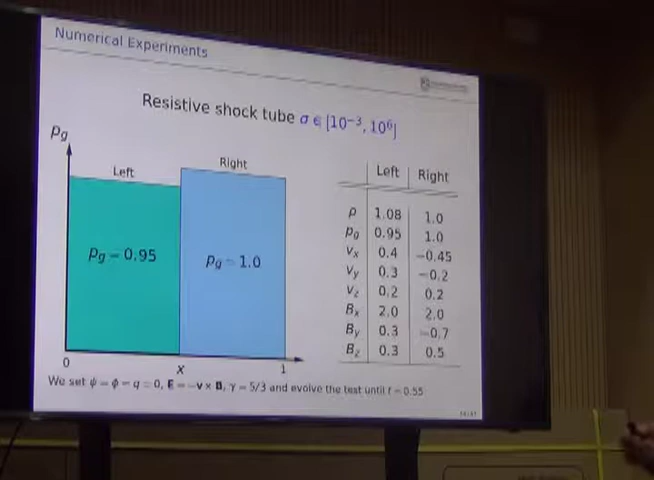 Numerical Experiments
Resistive shock tube σ ∈ [10⁻³, 10⁶]
p_g
Left
Right
p_g = 0.95
p_g = 1.0
0
x
1
Left Right
ρ 1.08 1.0
p_g 0.95 1.0
v_x 0.4 −0.45
v_y 0.3 −0.2
v_z 0.2 0.2
B_x 2.0 2.0
B_y 0.3 −0.7
B_z 0.3 0.5
We set ψ = ϕ = q = 0, E = −v × B, γ = 5/3 and evolve the test until t = 0.55